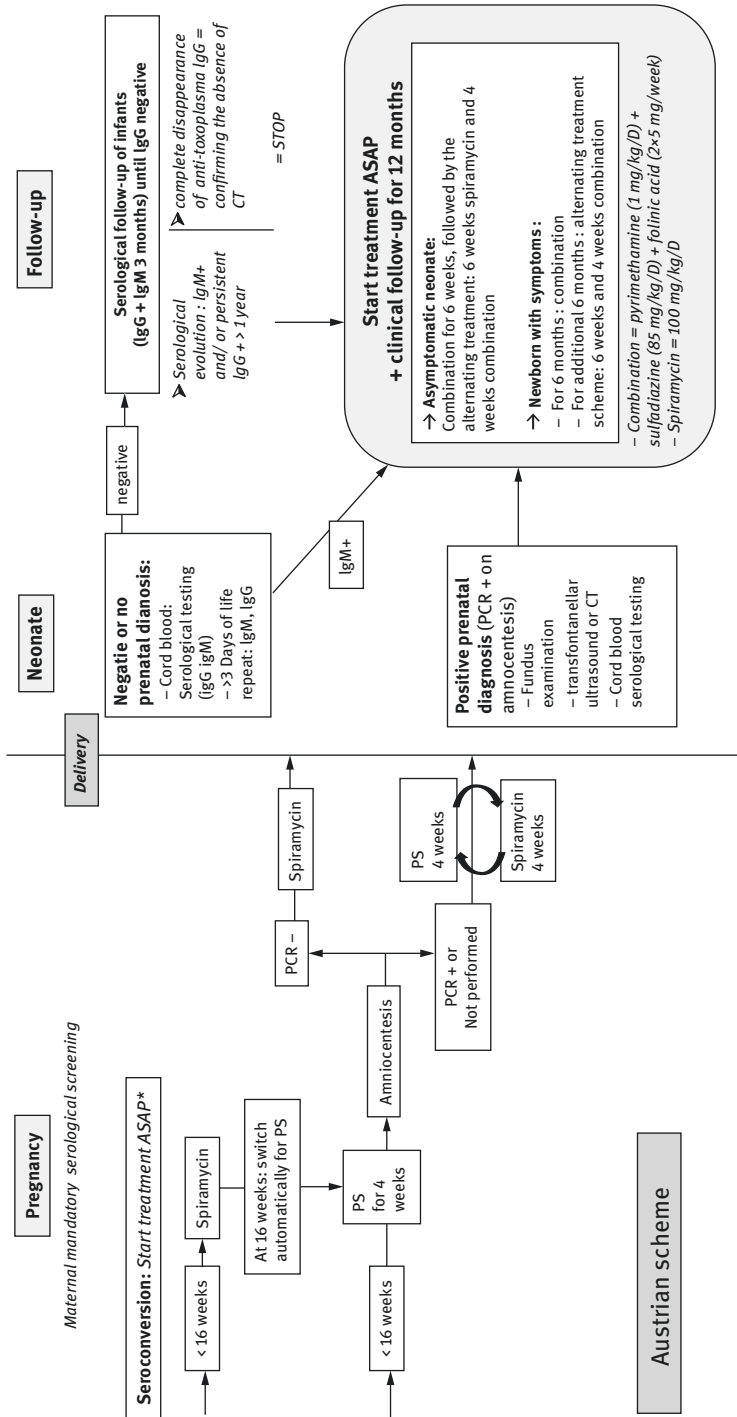 Pregnancy
Maternal mandatory serological screening
Seroconversion: Start treatment ASAP*
< 16 weeks
Spiramycin
At 16 weeks: switch
automatically for PS
< 16 weeks
PS
for 4
weeks
Amniocentesis
PCR –
Spiramycin
PCR + or
Not performed
PS
4 weeks
Spiramycin
4 weeks
Austrian scheme
Delivery
Neonate
Negatie or no
prenatal dianosis:
– Cord blood:
Serological testing
(igG igM)
– >3 Days of life
repeat: IgM, IgG
negative
IgM+
Positive prenatal
diagnosis (PCR + on
amnocentesis)
– Fundus
examination
– transfontanellar
ultrasound or CT
– Cord blood
serological testing
Follow-up
Serological follow-up of infants
(IgG + IgM 3 months) until IgG negative
➤ Serological
evolution : IgM+
and/ or persistent
IgG + > 1 year
➤ complete disappearance
of anti-toxoplasma IgG =
confirming the absence of
CT
= STOP
Start treatment ASAP
+ clinical follow-up for 12 months
→ Asymptomatic neonate:
Combination for 6 weeks, followed by the
alternating treatment: 6 weeks spiramycin and 4
weeks combination
→ Newborn with symptoms :
– For 6 months : combination
– For additional 6 months : alternating treatment
scheme: 6 weeks and 4 weeks combination
– Combination = pyrimethamine (1 mg/kg/D) +
sulfadiazine (85 mg/kg/D) + folinic acid (2×5 mg/week)
– Spiramycin = 100 mg/kg/D